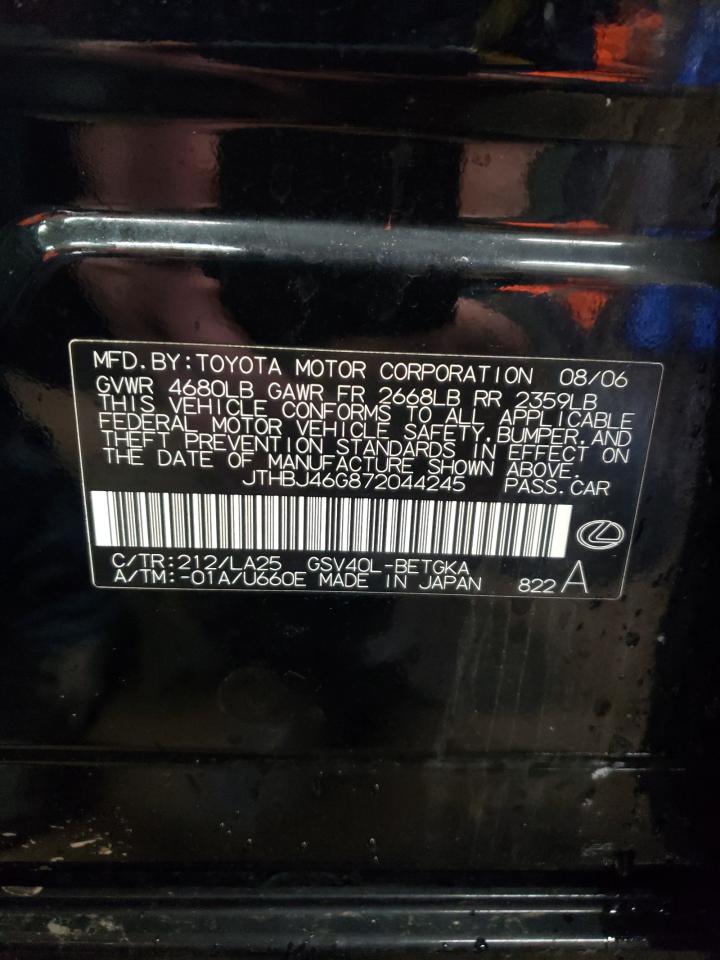 MFD.BY:TOYOTA MOTOR CORPORATION 08/06
GVWR 4680LB GAWR FR 2668LB RR 2359LB
THIS VEHICLE CONFORMS TO ALL APPLICABLE
FEDERAL MOTOR VEHICLE SAFETY,BUMPER,AND
THEFT PREVENTION STANDARDS IN EFFECT ON
THE DATE OF MANUFACTURE SHOWN ABOVE.
JTHBJ46G872044245 PASS.CAR
C/TR:212/LA25 GSV40L-BETGKA
A/TM:-01A/U660E MADE IN JAPAN 822 A